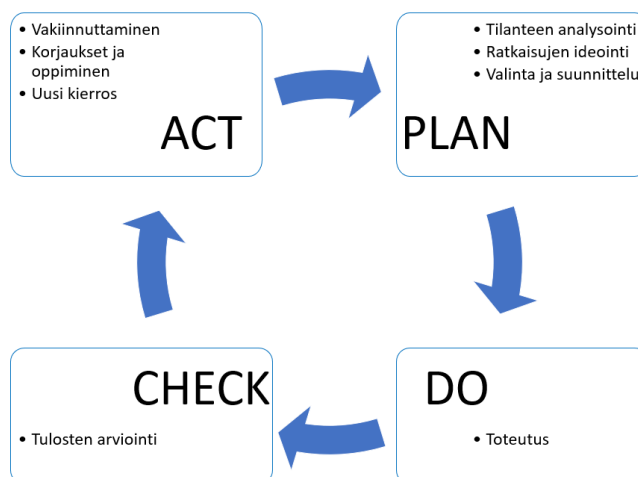 • Vakiinnuttaminen
• Korjaukset ja
oppiminen
• Uusi kierros
ACT
• Tilanteen analysointi
• Ratkaisujen ideointi
• Valinta ja suunnittelu
PLAN
CHECK
• Tulosten arviointi
DO
• Toteutus